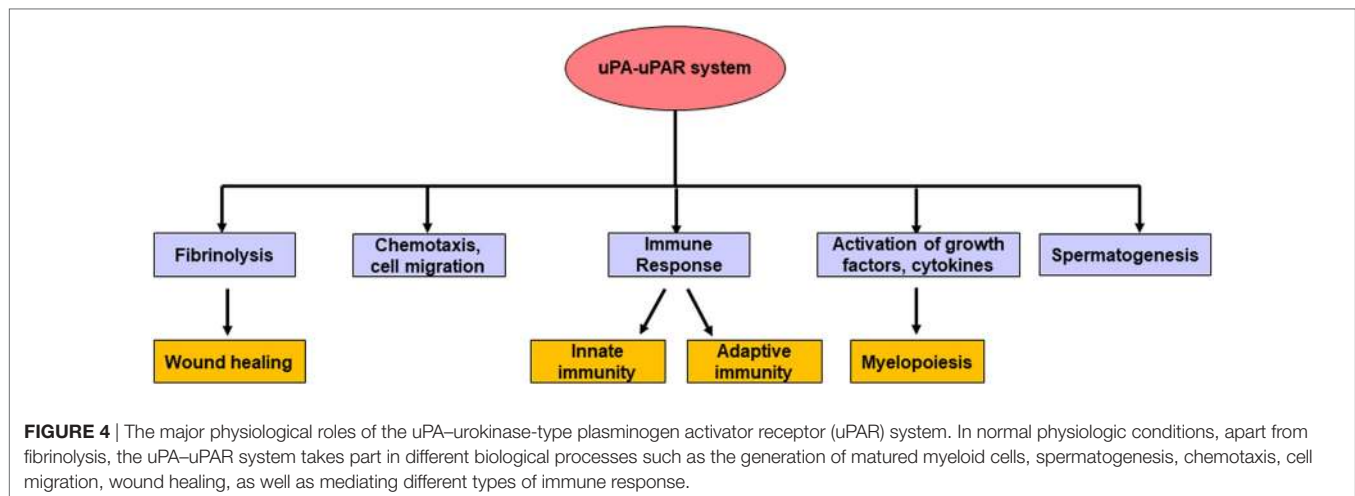 uPA-uPAR system
Fibrinolysis
Chemotaxis,
cell migration
Immune
Response
Activation of growth
factors, cytokines
Spermatogenesis
Wound healing
Innate
immunity
Adaptive
immunity
Myelopoiesis
FIGURE 4 | The major physiological roles of the uPA–urokinase-type plasminogen activator receptor (uPAR) system. In normal physiologic conditions, apart from
fibrinolysis, the uPA–uPAR system takes part in different biological processes such as the generation of matured myeloid cells, spermatogenesis, chemotaxis, cell
migration, wound healing, as well as mediating different types of immune response.